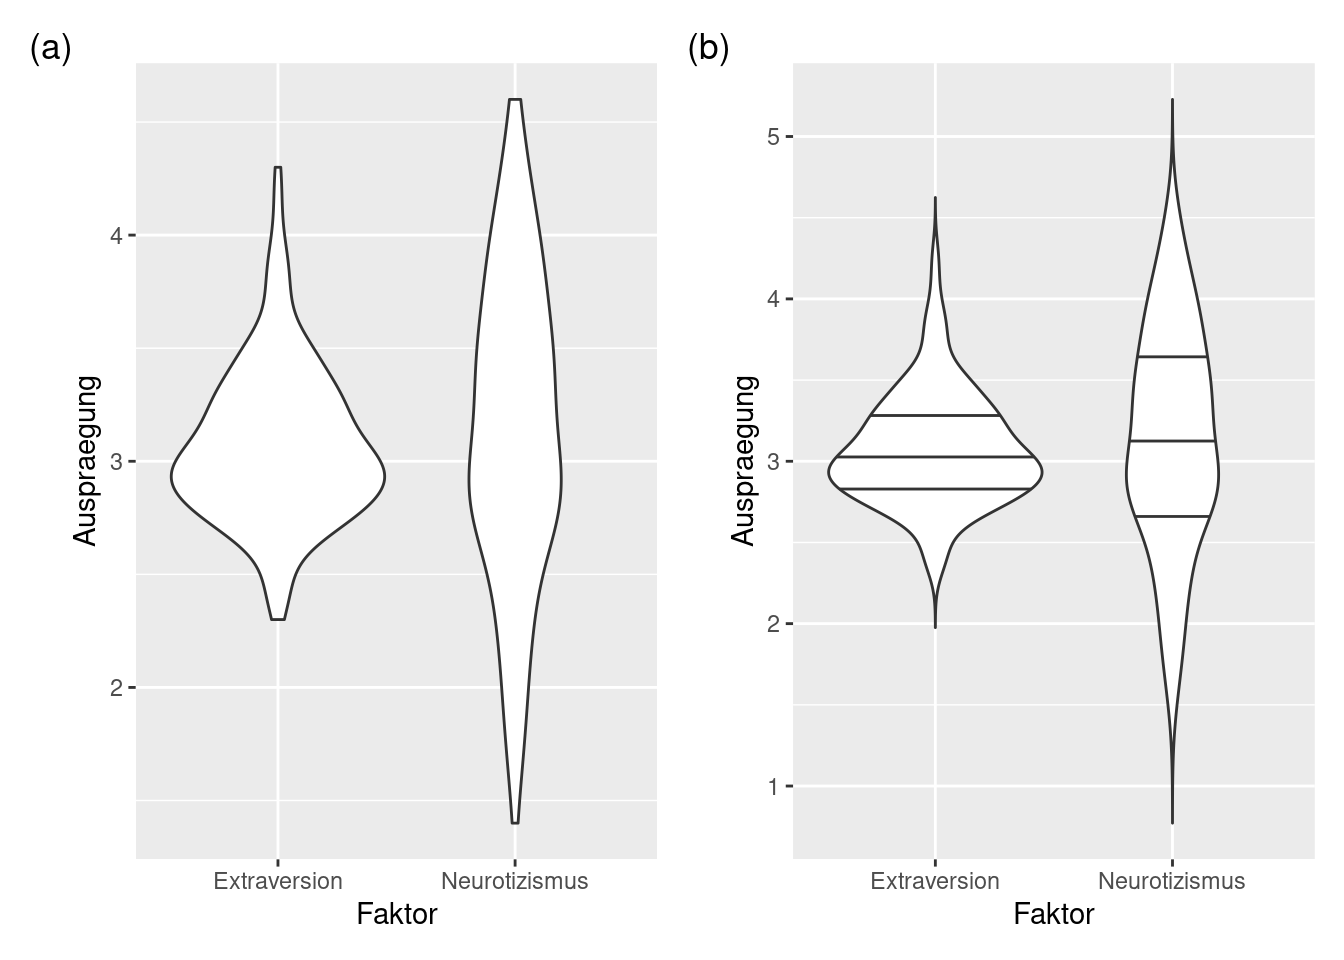 (a)
Auspraegung
4
3
2
Extraversion Neurotizismus
Faktor
(b)
Auspraegung
5
4
3
2
1
Extraversion Neurotizismus
Faktor